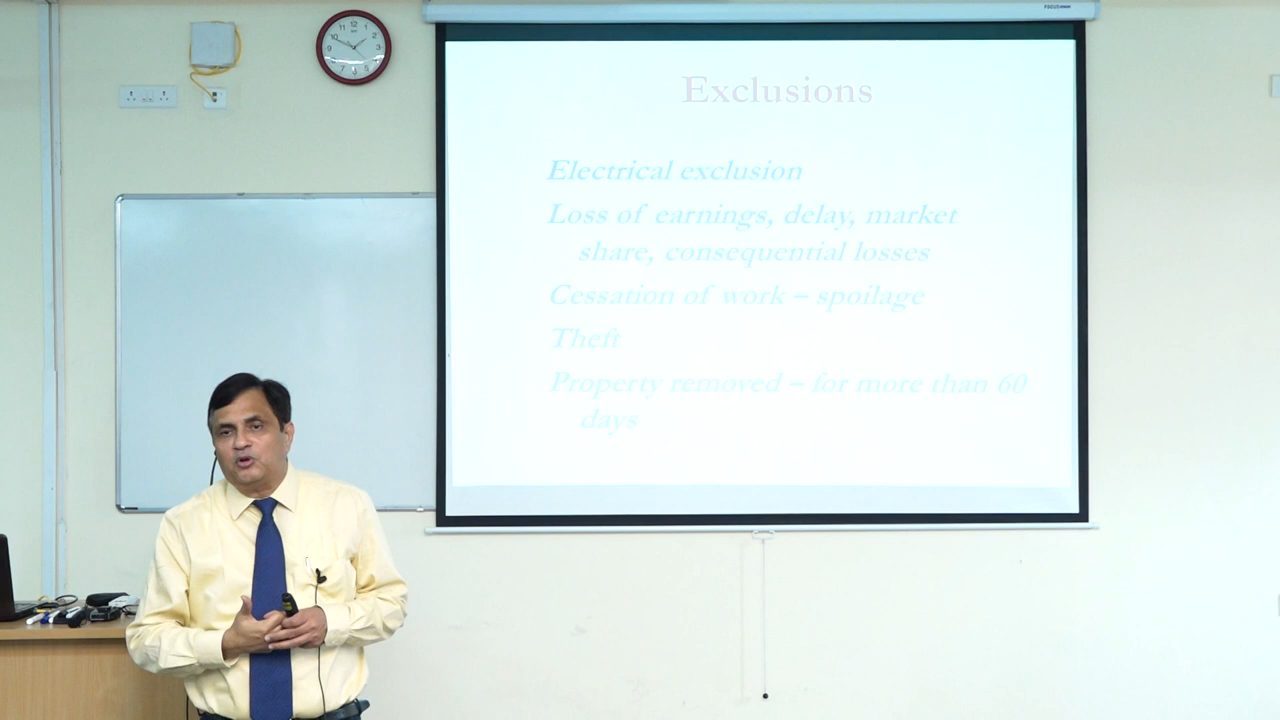 Exclusions
Electrical exclusion
Loss of earnings, delay, market
share, consequential losses
Cessation of work – spoilage
Theft
Property removed – for more than 60
days